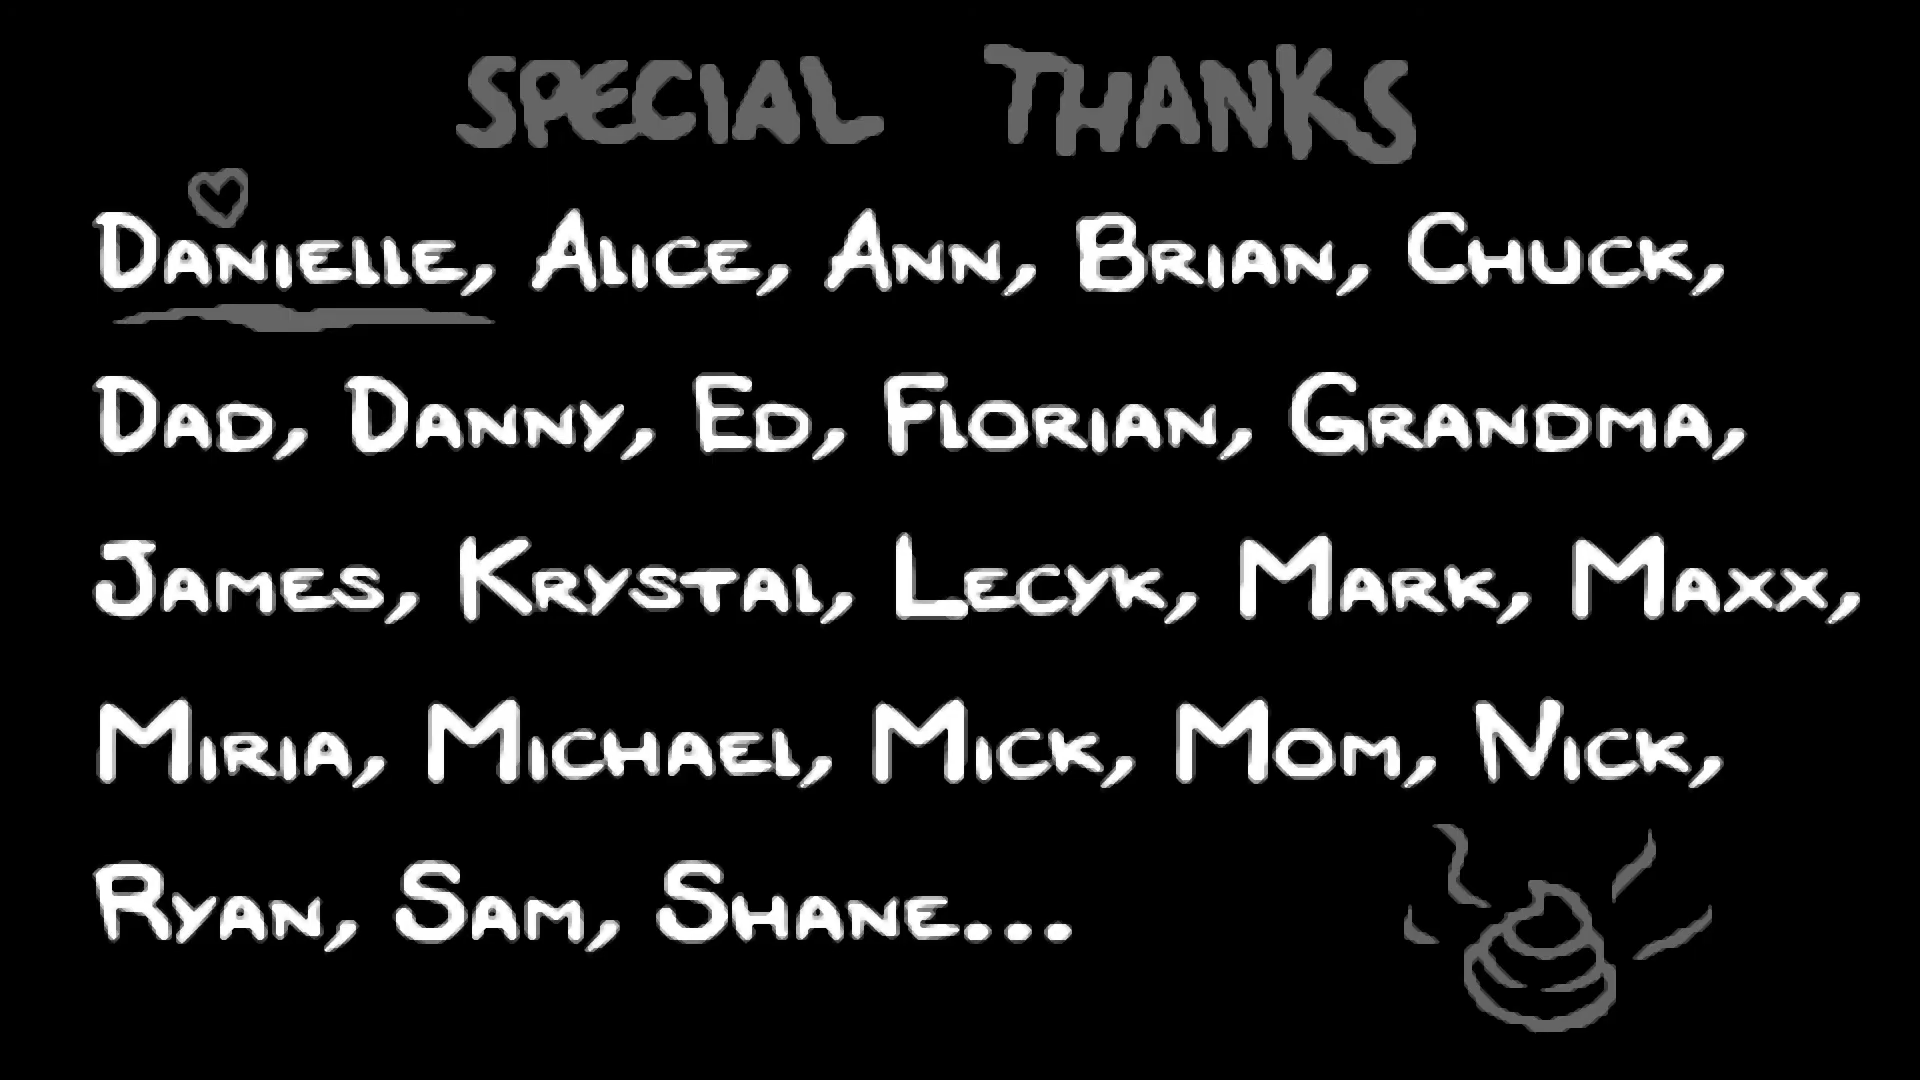 SPECIAL THANKS
Danielle, Alice, Ann, Brian, Chuck,
Dad, Danny, Ed, Florian, Grandma,
James, Krystal, Lecyk, Mark, Maxx,
Miria, Michael, Mick, Mom, Nick,
Ryan, Sam, Shane...